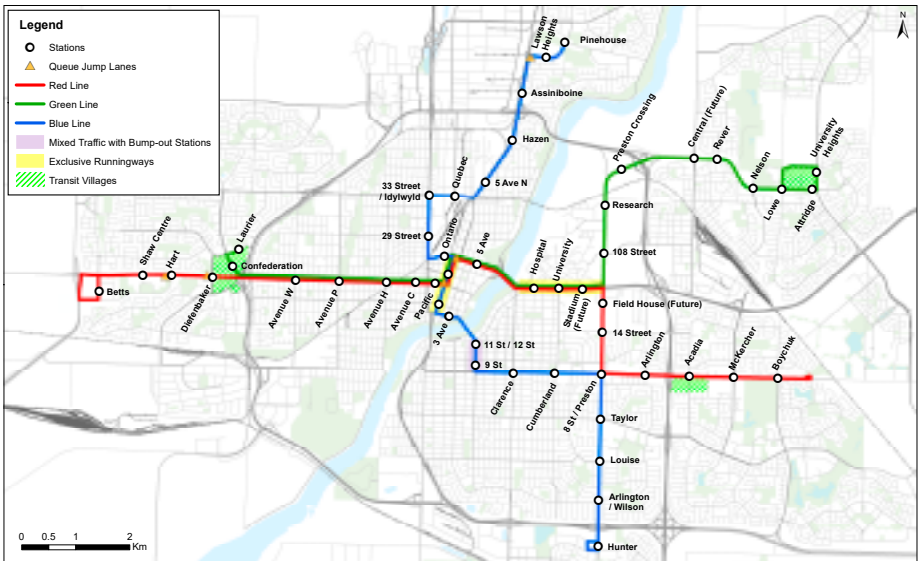 Legend
Stations
Queue Jump Lanes
Red Line
Green Line
Blue Line
Mixed Traffic with Bump-out Stations
Exclusive Runningways
Transit Villages
N
Lawson
Heights
Pinehouse
Assiniboine
Hazen
5 Ave N
Quebec
33 Street
/ Idylwyld
29 Street
Ontario
5 Ave
Preston Crossing
Central (Future)
Rever
Nelson
Lowe
Attridge
University
Heights
Research
108 Street
Hospital
University
Stadium
(Future)
Field House (Future)
14 Street
Shaw Centre
Hart
Laurier
Confederation
Betts
Diefenbaker
Avenue W
Avenue P
Avenue H
Avenue C
Pacific
3 Ave
11 St / 12 St
9 St
Clarence
Cumberland
8 St / Preston
Arlington
Acadia
McKercher
Boychuk
Taylor
Louise
Arlington
/ Wilson
Hunter
0 0.5 1 2
Km